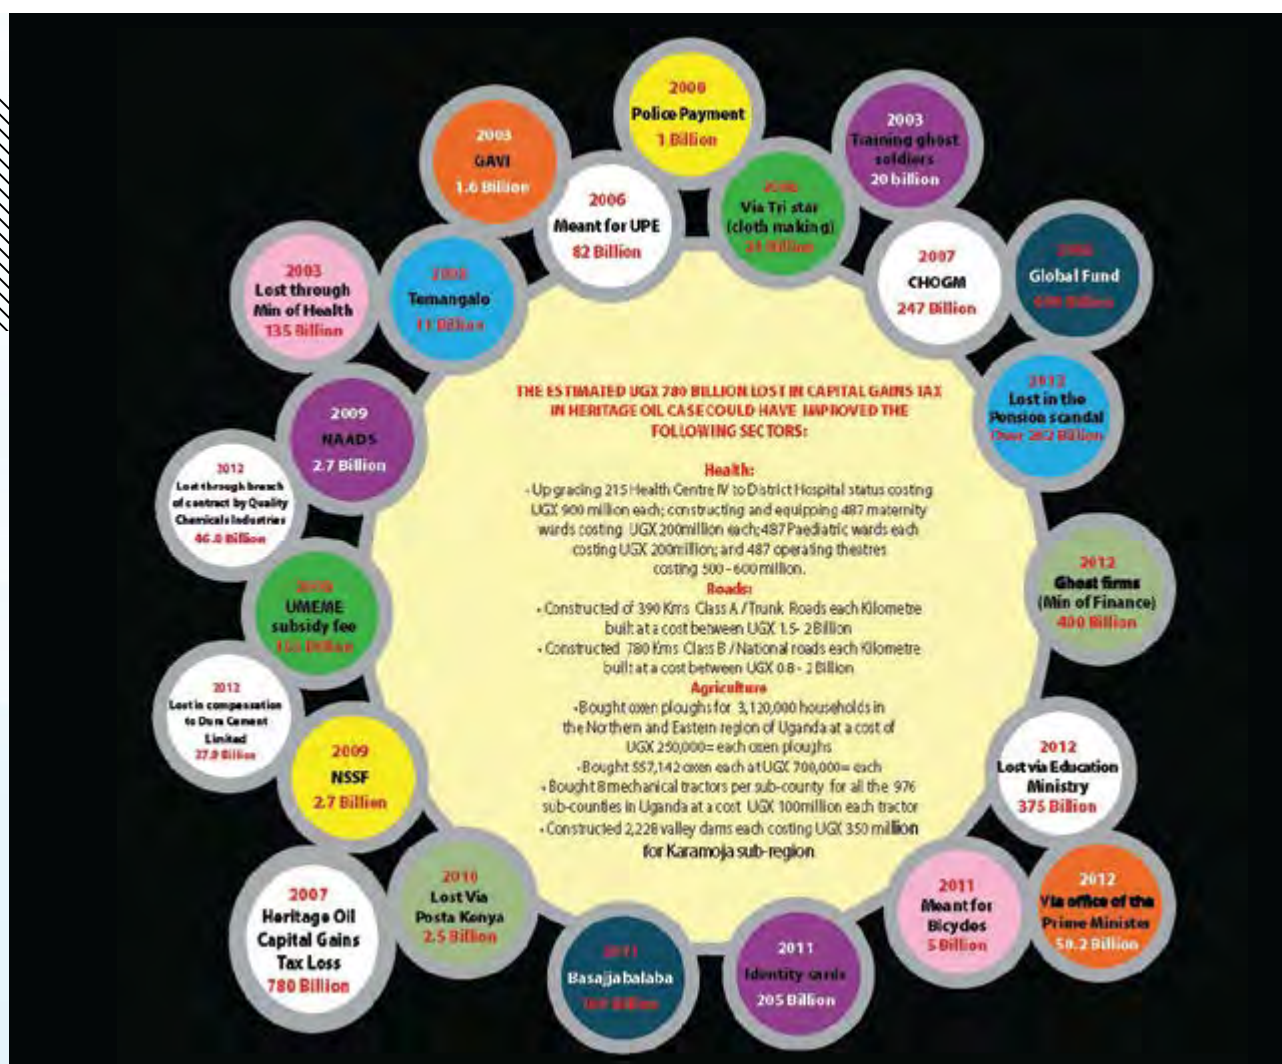 Police Payment
1 Billion
2003
Training ghost
soldiers
20 billion
2003
GAVI
1.6 Billion
2006
Meant for UPE
82 Billion
Via Tri star
(cloth making)
Billion
2007
CHOGM
247 Billion
Global Fund
Billion
2003
Lost through
Min of Health
135 Billion
Temangalo
11 Billion
2012
Lost in the
Pension scandal
Over Billion
2009
NAADS
2.7 Billion
2012
Lost through breach
of contract by Quality
Chemicals Industries
46.0 Billion
UMEME
subsidy fee
Billion
2012
Lost in compensation
to Dura Cement
Limited
27.9 Billion
2009
NSSF
2.7 Billion
2007
Heritage Oil
Capital Gains
Tax Loss
780 Billion
2010
Lost Via
Posta Kenya
2.5 Billion
2011
Basajjabalaba
Billion
2011
Identity cards
205 Billion
2011
Meant for
Bicycles
5 Billion
2012
Via office of the
Prime Minister
50.2 Billion
2012
Lost via Education
Ministry
375 Billion
2012
Ghost firms
(Min of Finance)
400 Billion
THE ESTIMATED UGX 780 BILLION LOST IN CAPITAL GAINS TAX
IN HERITAGE OIL CASE COULD HAVE IMPROVED THE
FOLLOWING SECTORS:
Health:
• Upgrading 215 Health Centre IV to District Hospital status costing
UGX 900 million each; constructing and equipping 487 maternity
wards costing UGX 200million each; 487 Paediatric wards each
costing UGX 200million; and 487 operating theatres
costing 500 - 600 million.
Roads:
• Constructed of 390 Kms Class A / Trunk Roads each Kilometre
built at a cost between UGX 1.5- 2 Billion
• Constructed 780 Kms Class B / National roads each Kilometre
built at a cost between UGX 0.8 - 2 Billion
Agriculture
• Bought oxen ploughs for 3,120,000 households in
the Northern and Eastern region of Uganda at a cost of
UGX 250,000= each oxen ploughs
• Bought 557,142 oxen each at UGX 700,000= each
• Bought 8 mechanical tractors per sub-county for all the 976
sub-counties in Uganda at a cost UGX 100million each tractor
• Constructed 2,228 valley dams each costing UGX 350 million
for Karamoja sub-region